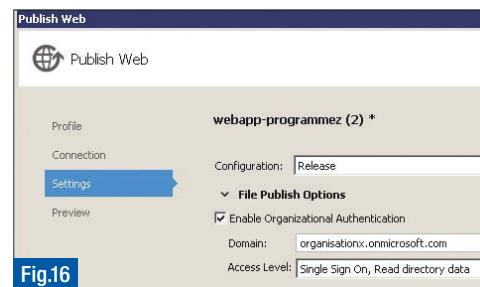 Publish Web
Publish Web
Profile
Connection
Settings
Preview
webapp-programmez (2) *
Configuration: Release
File Publish Options
Enable Organizational Authentication
Domain: organisationx.onmicrosoft.com
Access Level: Single Sign On, Read directory data
Fig.16